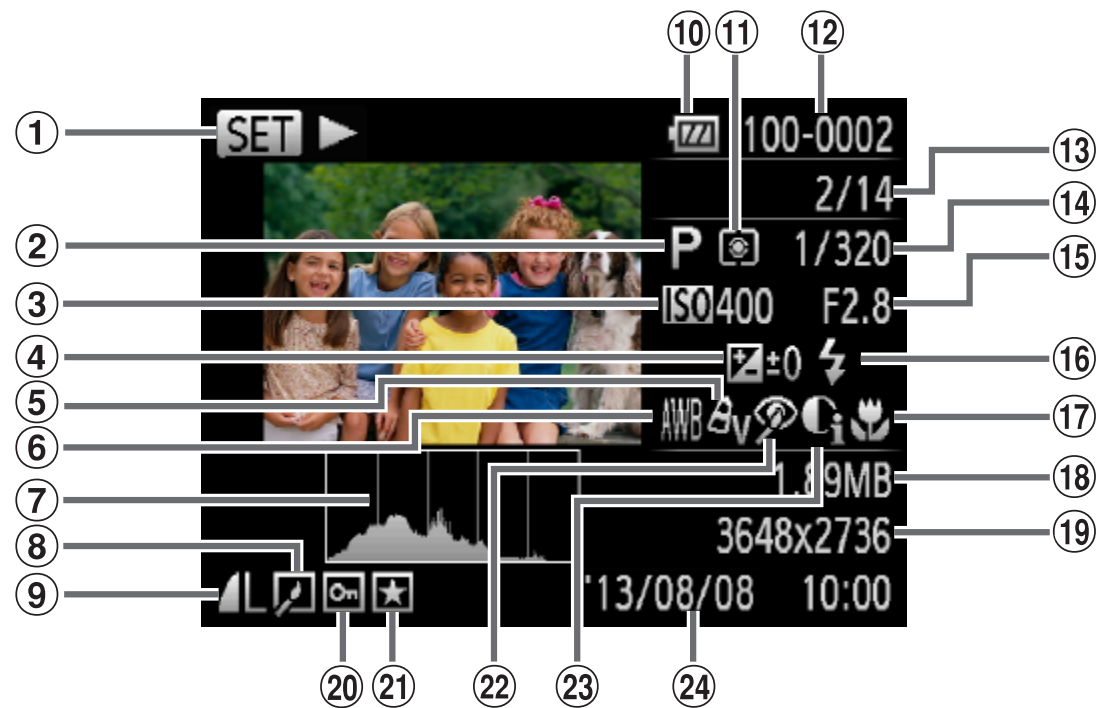 10 11 12
1 SET 100-0002
2/14 13
14
2 P 1/320
15
3 ISO400 F2.8
4 ±0 16
5
6 AWB V i 17
7 1.89MB 18
8 3648x2736 19
9 L '13/08/08 10:00
20 21 22 23 24